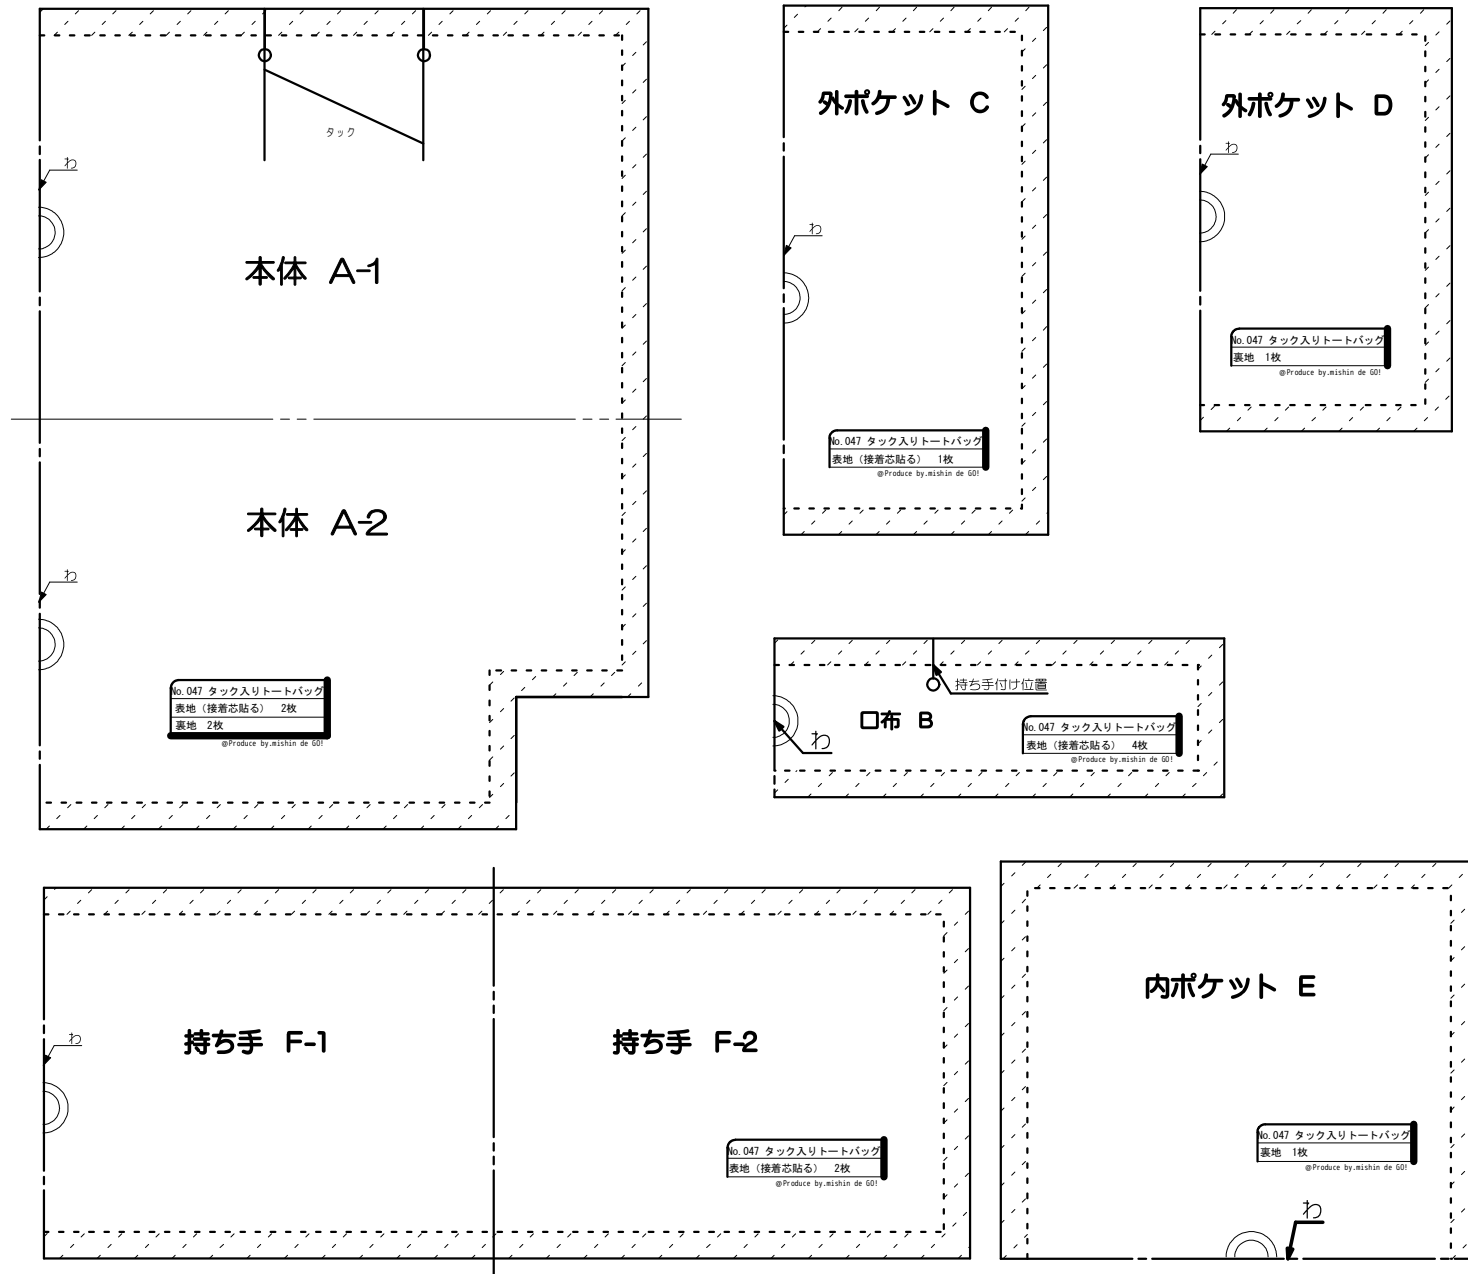 タック
わ
本体 A-1
本体 A-2
わ
No.047 タック入りトートバッグ
表地（接着芯貼る） 2枚
裏地 2枚
@Produce by.mishin de GO!
外ポケット C
わ
No.047 タック入りトートバッグ
表地（接着芯貼る） 1枚
@Produce by.mishin de GO!
外ポケット D
わ
No.047 タック入りトートバッグ
裏地 1枚
@Produce by.mishin de GO!
持ち手付け位置
口布 B
わ
No.047 タック入りトートバッグ
表地（接着芯貼る） 4枚
@Produce by.mishin de GO!
わ
持ち手 F-1
持ち手 F-2
No.047 タック入りトートバッグ
表地（接着芯貼る） 2枚
@Produce by.mishin de GO!
内ポケット E
No.047 タック入りトートバッグ
裏地 1枚
@Produce by.mishin de GO!
わ